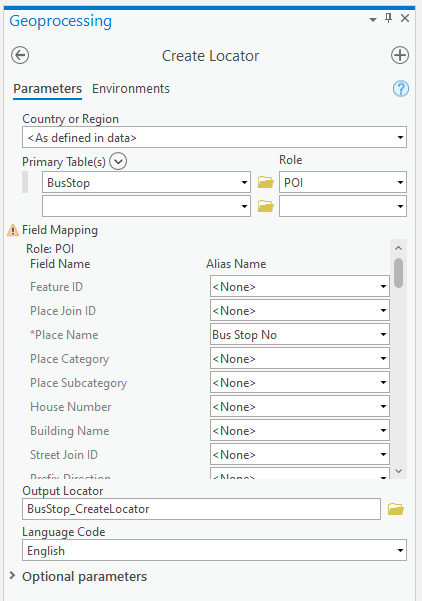 Geoprocessing
Create Locator
Parameters Environments
Country or Region
<As defined in data>
Primary Table(s) Role
BusStop POI
Field Mapping
Role: POI
Field Name Alias Name
Feature ID <None>
Place Join ID <None>
*Place Name Bus Stop No
Place Category <None>
Place Subcategory <None>
House Number <None>
Building Name <None>
Street Join ID <None>
Prefix Direction <None>
Output Locator
BusStop_CreateLocator
Language Code
English
Optional parameters